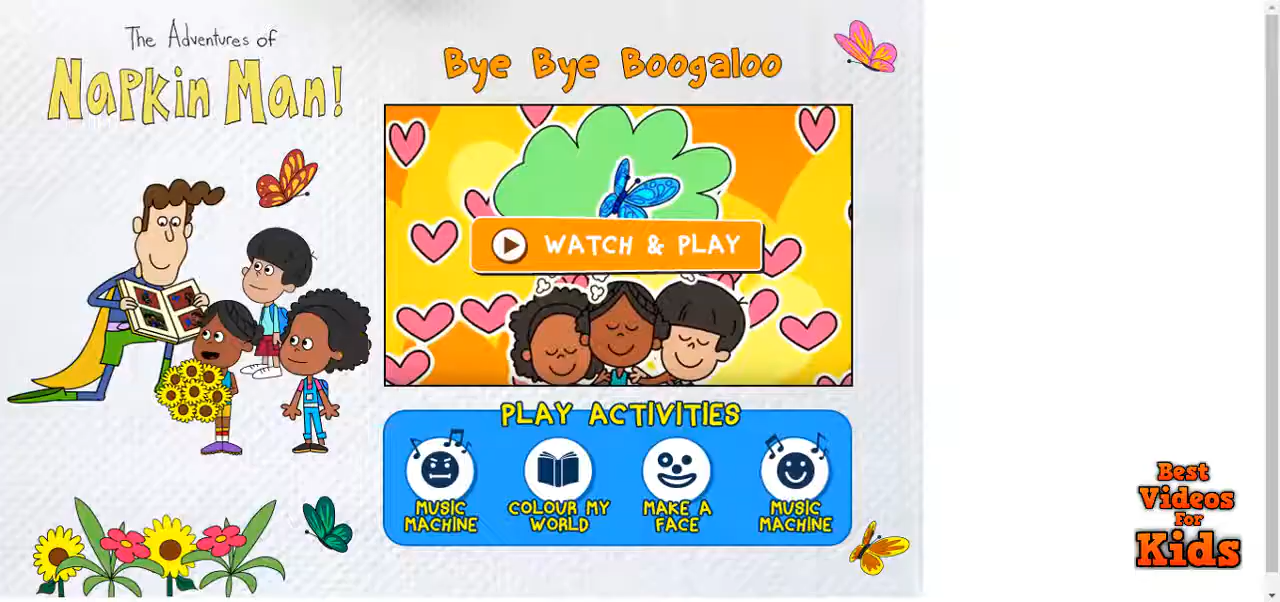 The Adventures of
Napkin Man!
Bye Bye Boogaloo
WATCH & PLAY
PLAY ACTIVITIES
MUSIC
MACHINE
COLOUR MY
WORLD
MAKE A
FACE
MUSIC
MACHINE
Best
Videos
For
Kids